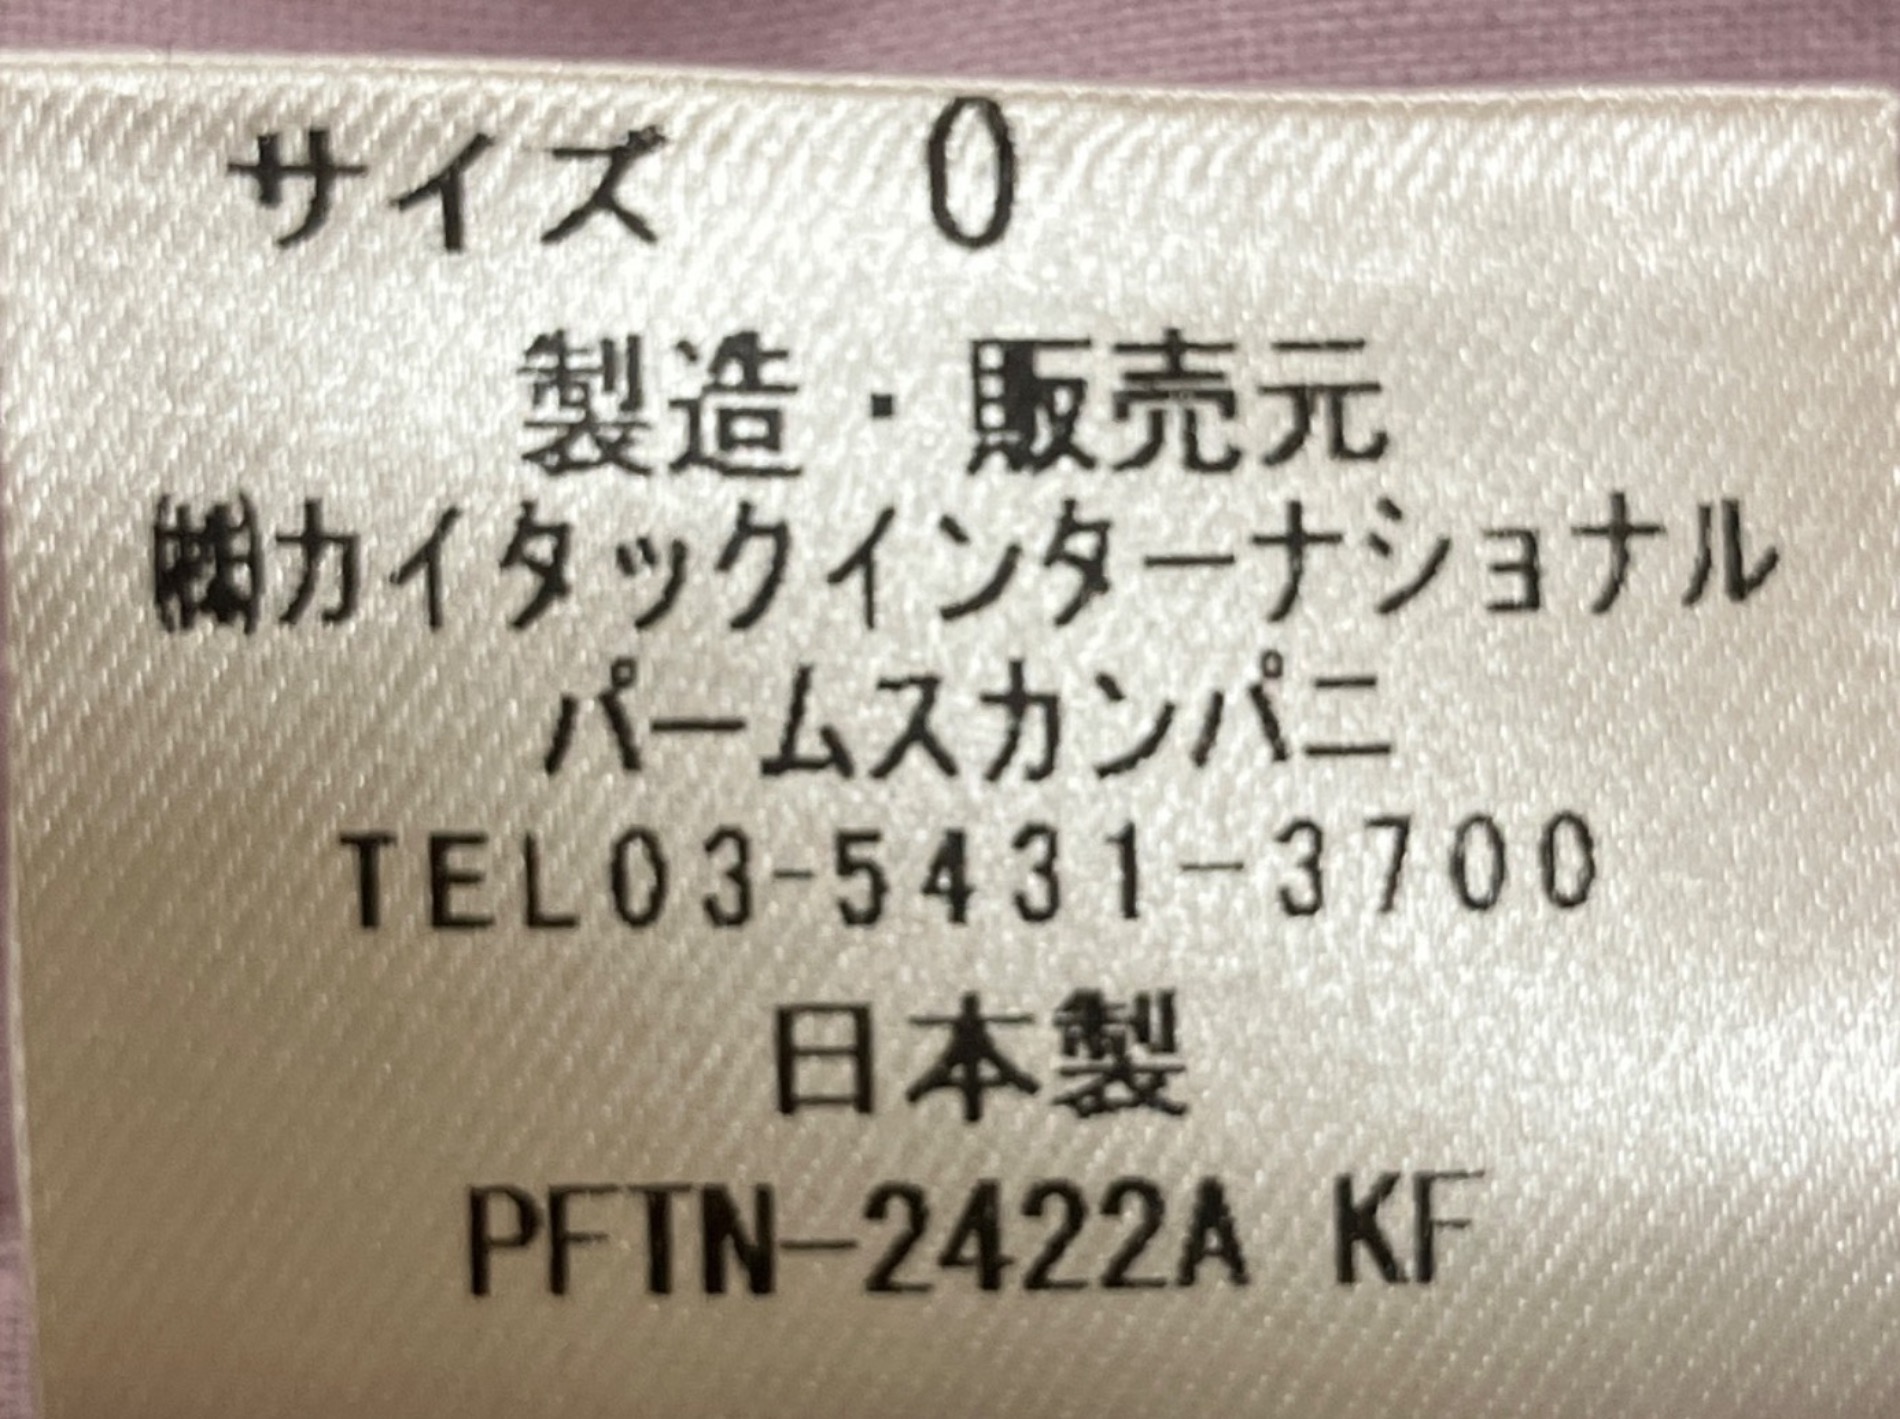 サイズ　0
製造・販売元
㈱カイタックインターナショナル
パームスカンパニ
TEL03-5431-3700
日本製
PFTN-2422A KF